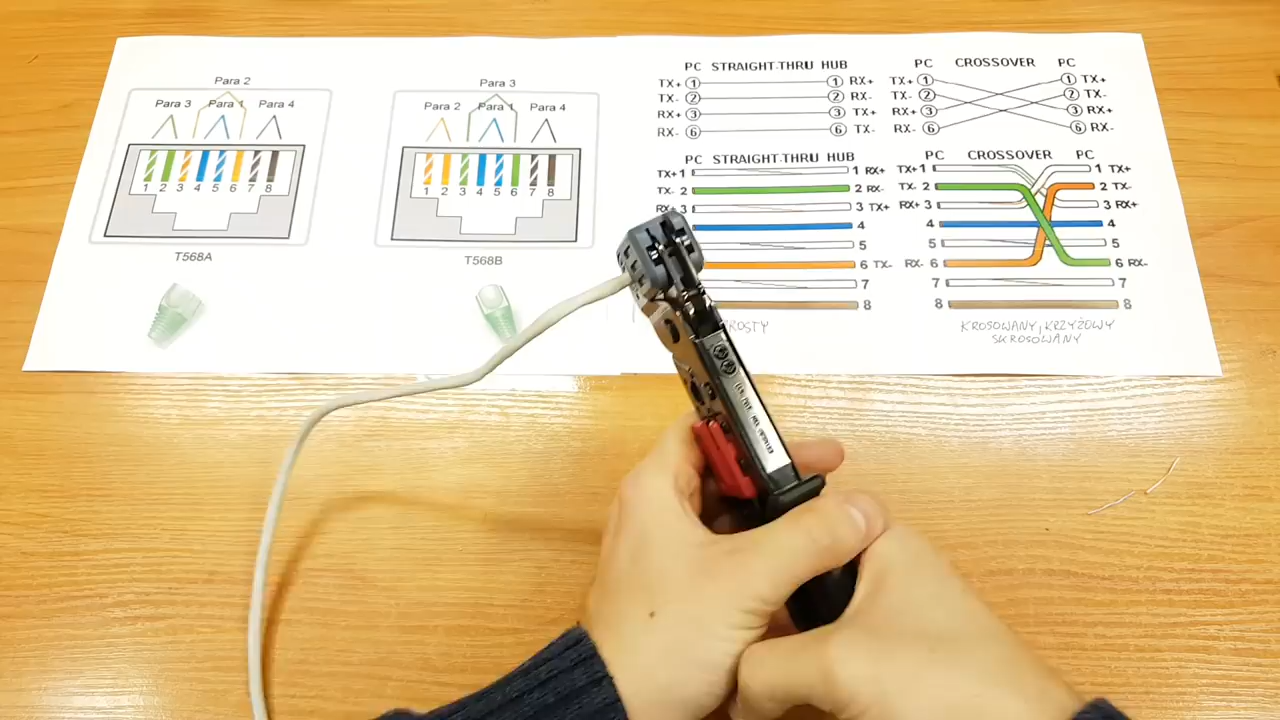 Para 2
Para 3 Para 1 Para 4
1 2 3 4 5 6 7 8
T568A
Para 3
Para 2 Para 1 Para 4
1 2 3 4 5 6 7 8
T568B
PC STRAIGHT-THRU HUB
TX+ 1 1 RX+
TX- 2 2 RX-
RX+ 3 3 TX+
RX- 6 6 TX-
PC CROSSOVER PC
TX+ 1 1 TX+
TX- 2 2 TX-
RX+ 3 3 RX+
RX- 6 6 RX-
PC STRAIGHT-THRU HUB
TX+ 1 1 RX+
TX- 2 2 RX-
RX+ 3 3 TX+
4
5
6 TX-
7
8
PC CROSSOVER PC
TX+ 1 1 TX+
TX- 2 2 TX-
RX+ 3 3 RX+
4 4
5 5
RX- 6 6 RX-
7 7
8 8
KROSOWANY, KRZYŻOWY
SKROSOWANY